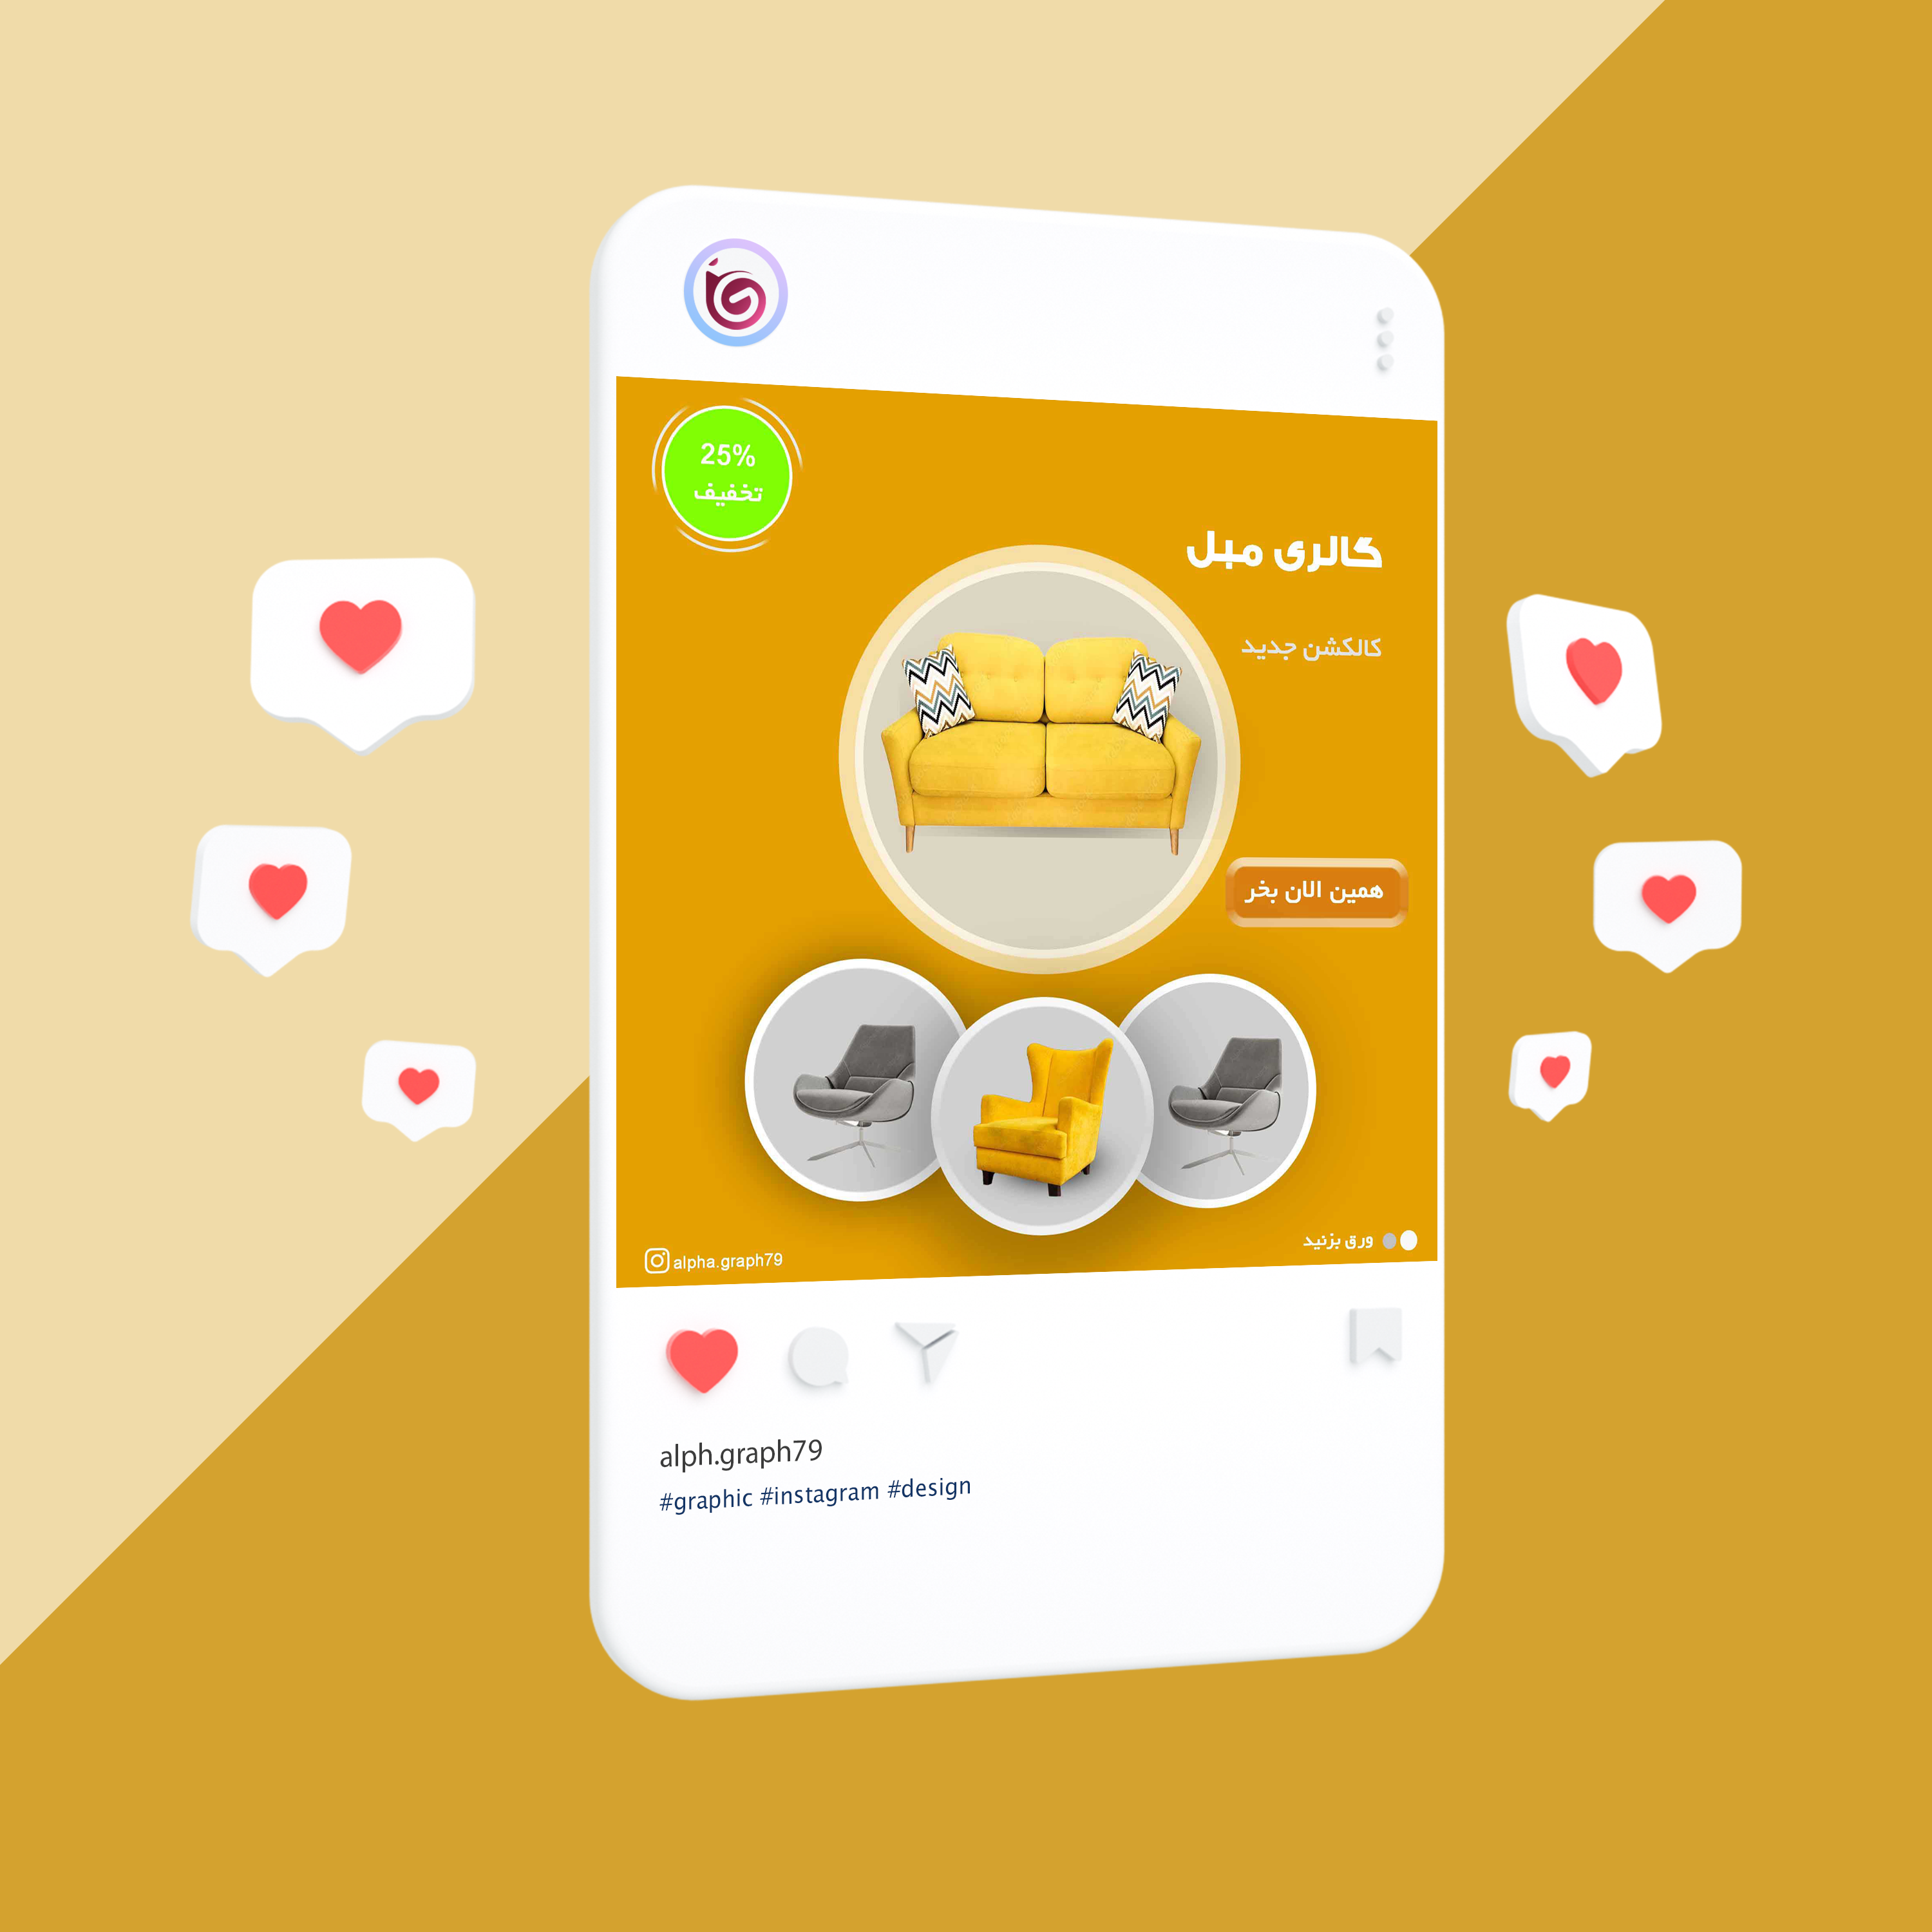 25%
تخفیف
گالری مبل
کالکشن جدید
همین الان بخر
ورق بزنید
alpha.graph79
alph.graph79
#graphic #instagram #design